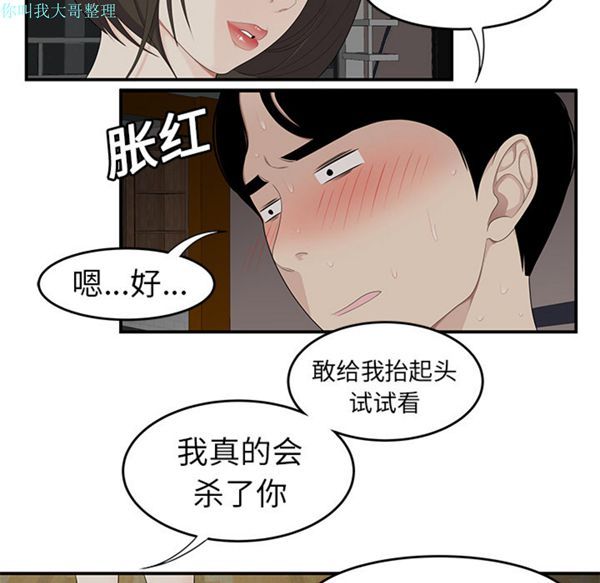 你叫我大哥整理
胀红
嗯...好...
敢给我抬起头
试试看
我真的会
杀了你